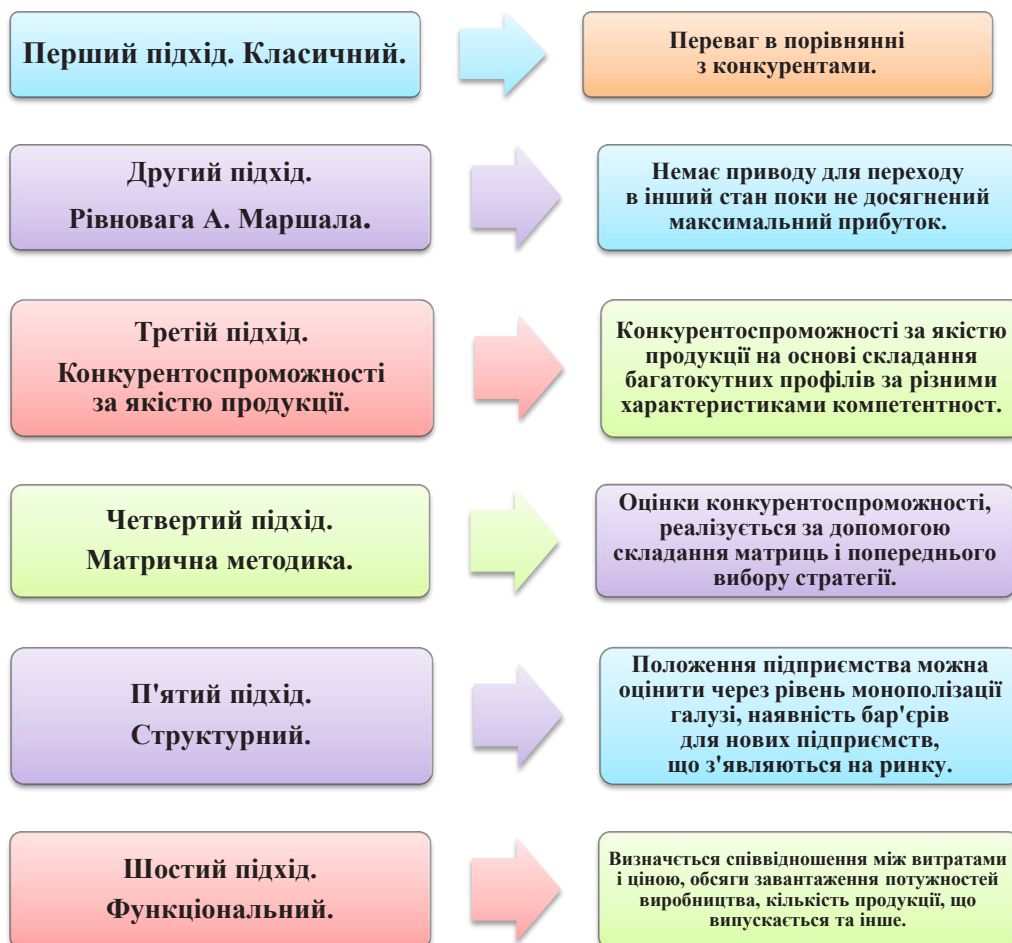 Перший підхід. Класичний.
Переваг в порівнянні
з конкурентами.
Другий підхід.
Рівновага А. Маршала.
Немає приводу для переходу
в інший стан поки не досягнений
максимальний прибуток.
Третій підхід.
Конкурентоспроможності
за якістю продукції.
Конкурентоспроможності за якістю
продукції на основі складання
багатокутних профілів за різними
характеристиками компетентност.
Четвертий підхід.
Матрична методика.
Оцінки конкурентоспроможності,
реалізується за допомогою
складання матриць і попереднього
вибору стратегії.
П'ятий підхід.
Структурний.
Положення підприємства можна
оцінити через рівень монополізації
галузі, наявність бар'єрів
для нових підприємств,
що з'являються на ринку.
Шостий підхід.
Функціональний.
Визначється співвідношення між витратами
і ціною, обсяги завантаження потужностей
виробництва, кількість продукції, що
випускається та інше.